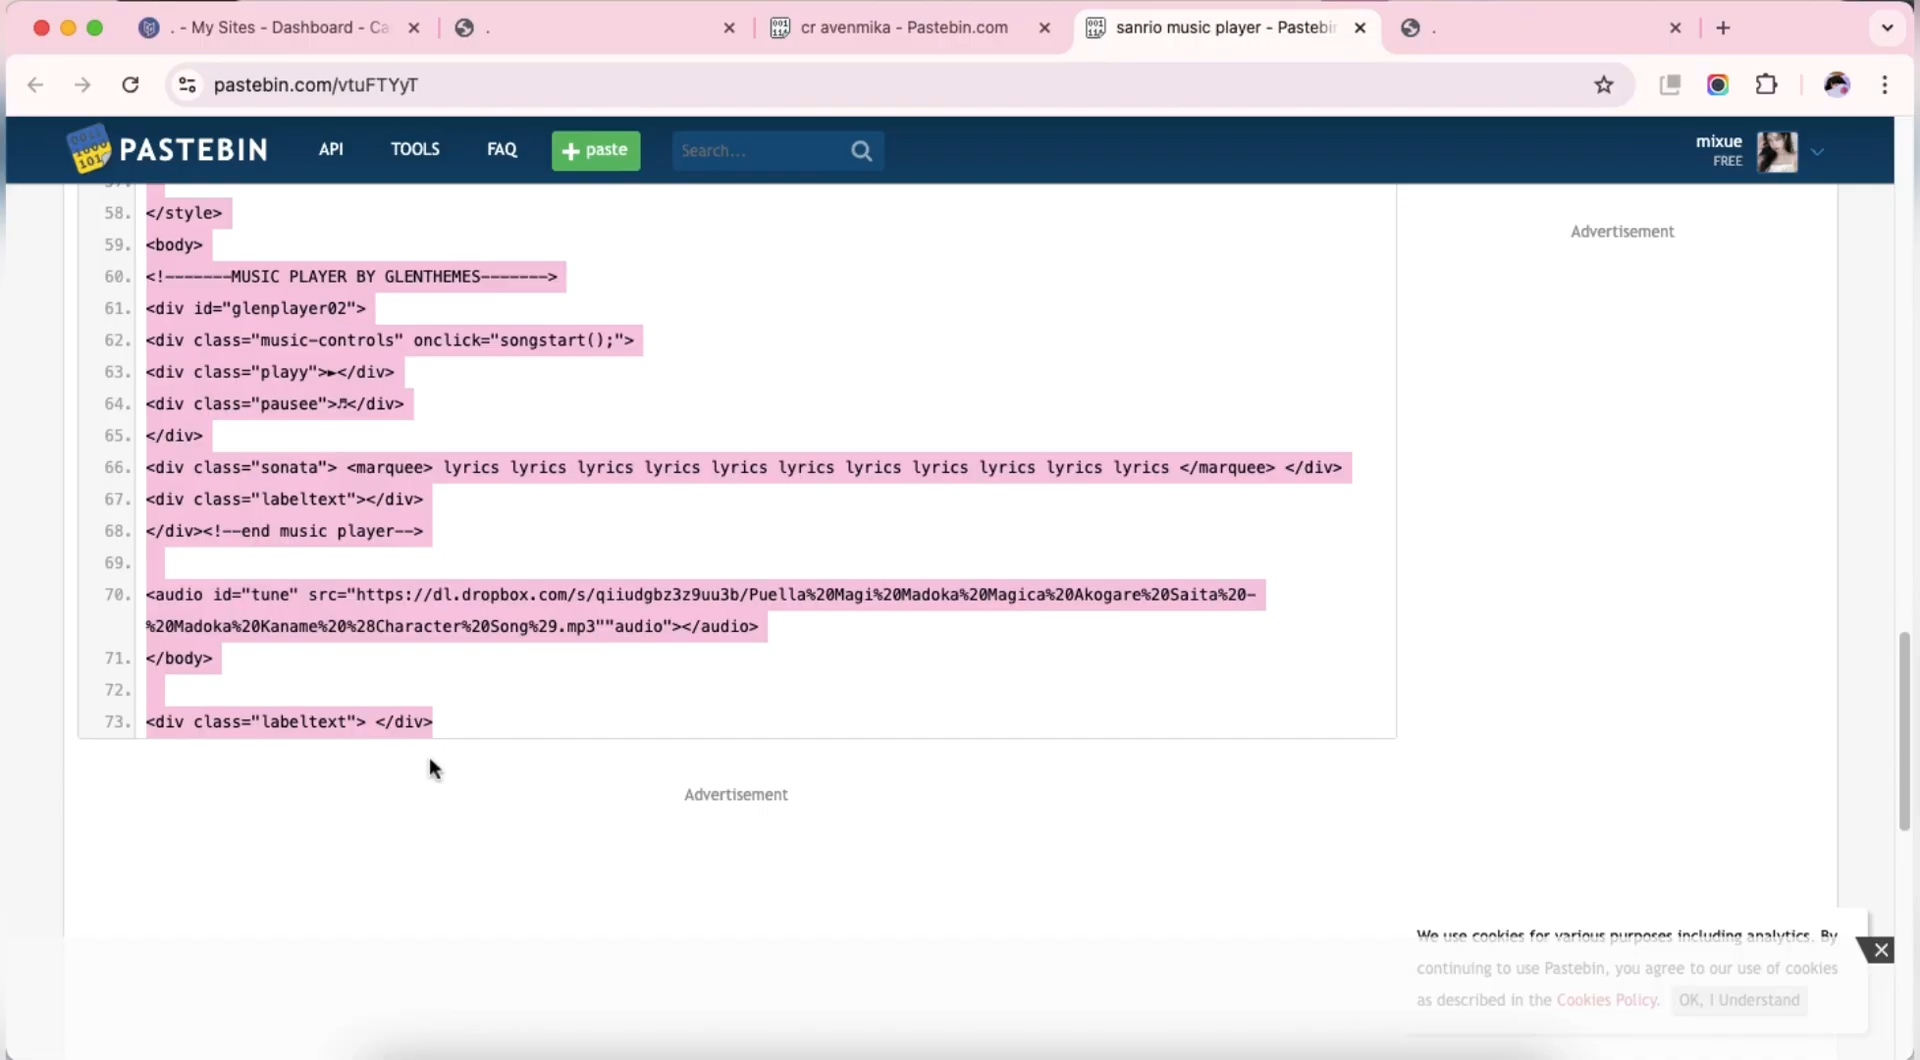 . - My Sites - Dashboard - Ca
.
cr avenmika - Pastebin.com
sanrio music player - Pastebin
.
pastebin.com/vtuFTYyT
PASTEBIN
API
TOOLS
FAQ
+ paste
Search...
mixue
FREE
57.
58. </style>
59. <body>
60. <!-------MUSIC PLAYER BY GLENTHEMES------->
61. <div id="glenplayer02">
62. <div class="music-controls" onclick="songstart();">
63. <div class="playy">►</div>
64. <div class="pausee">♬</div>
65. </div>
66. <div class="sonata"> <marquee> lyrics lyrics lyrics lyrics lyrics lyrics lyrics lyrics lyrics lyrics lyrics </marquee> </div>
67. <div class="labeltext"></div>
68. </div><!--end music player-->
69.
70. <audio id="tune" src="https://dl.dropbox.com/s/qiiudgbz3z9uu3b/Puella%20Magi%20Madoka%20Magica%20Akogare%20Saita%20-
%20Madoka%20Kaname%20%28Character%20Song%29.mp3""audio"></audio>
71. </body>
72.
73. <div class="labeltext"> </div>
Advertisement
Advertisement
We use cookies for various purposes including analytics. By
continuing to use Pastebin, you agree to our use of cookies
as described in the Cookies Policy. OK, I Understand